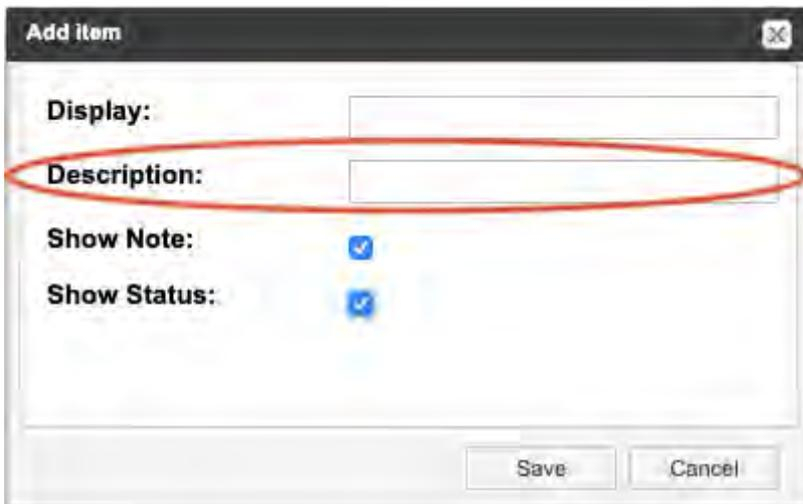 Add item
Display:
Description:
Show Note:
Show Status:
Save Cancel